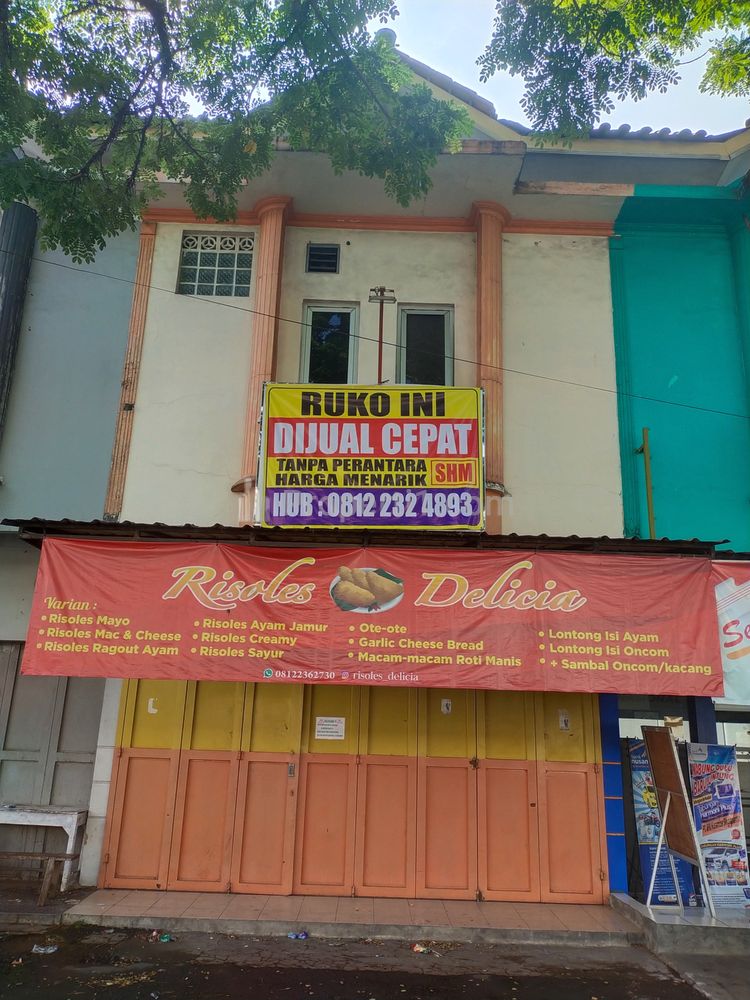 RUKO INI
DIJUAL CEPAT
TANPA PERANTARA
HARGA MENARIK
SHM
HUB : 0812 232 4893
Risoles Delicia
Varian :
• Risoles Mayo
• Risoles Mac & Cheese
• Risoles Ragout Ayam
• Risoles Ayam Jamur
• Risoles Creamy
• Risoles Sayur
• Ote-ote
• Garlic Cheese Bread
• Macam-macam Roti Manis
• Lontong Isi Ayam
• Lontong Isi Oncom
• + Sambal Oncom/kacang
08122362730 risoles_delicia